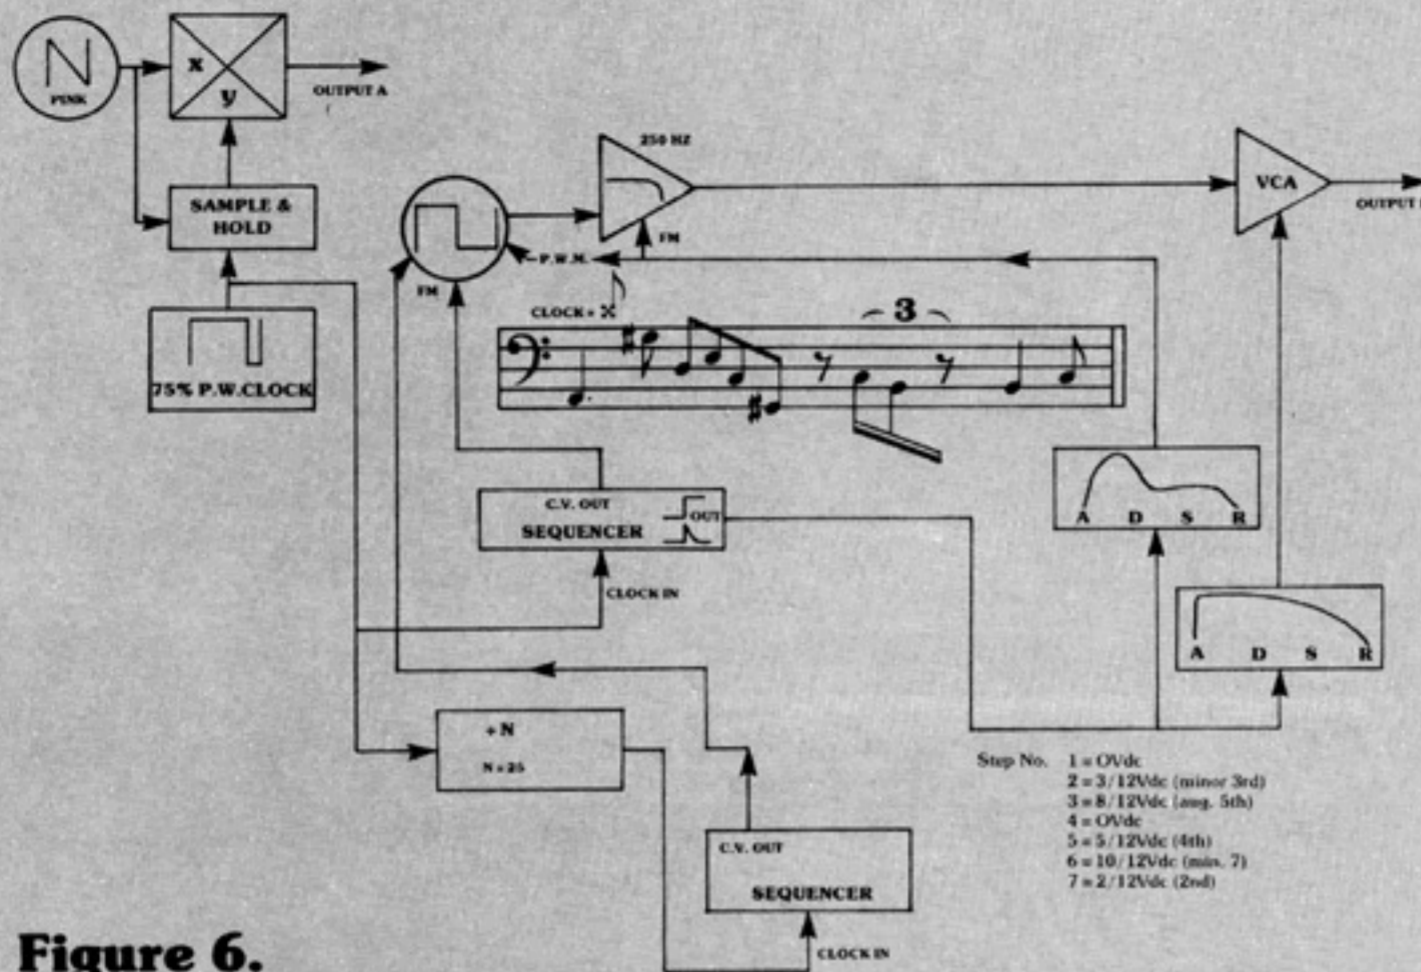 PINK
x
y
OUTPUT A
SAMPLE &
HOLD
75% P.W.CLOCK
FM
250 HZ
FM
P.W.M.
VCA
OUTPUT
CLOCK =
3
C.V. OUT
OUT
SEQUENCER
CLOCK IN
A D S R
A D S R
÷ N
N = 25
C.V. OUT
SEQUENCER
CLOCK IN
Step No. 1 = OVdc
2 = 3/12Vdc (minor 3rd)
3 = 8/12Vdc (aug. 5th)
4 = OVdc
5 = 5/12Vdc (4th)
6 = 10/12Vdc (min. 7)
7 = 2/12Vdc (2nd)
Figure 6.